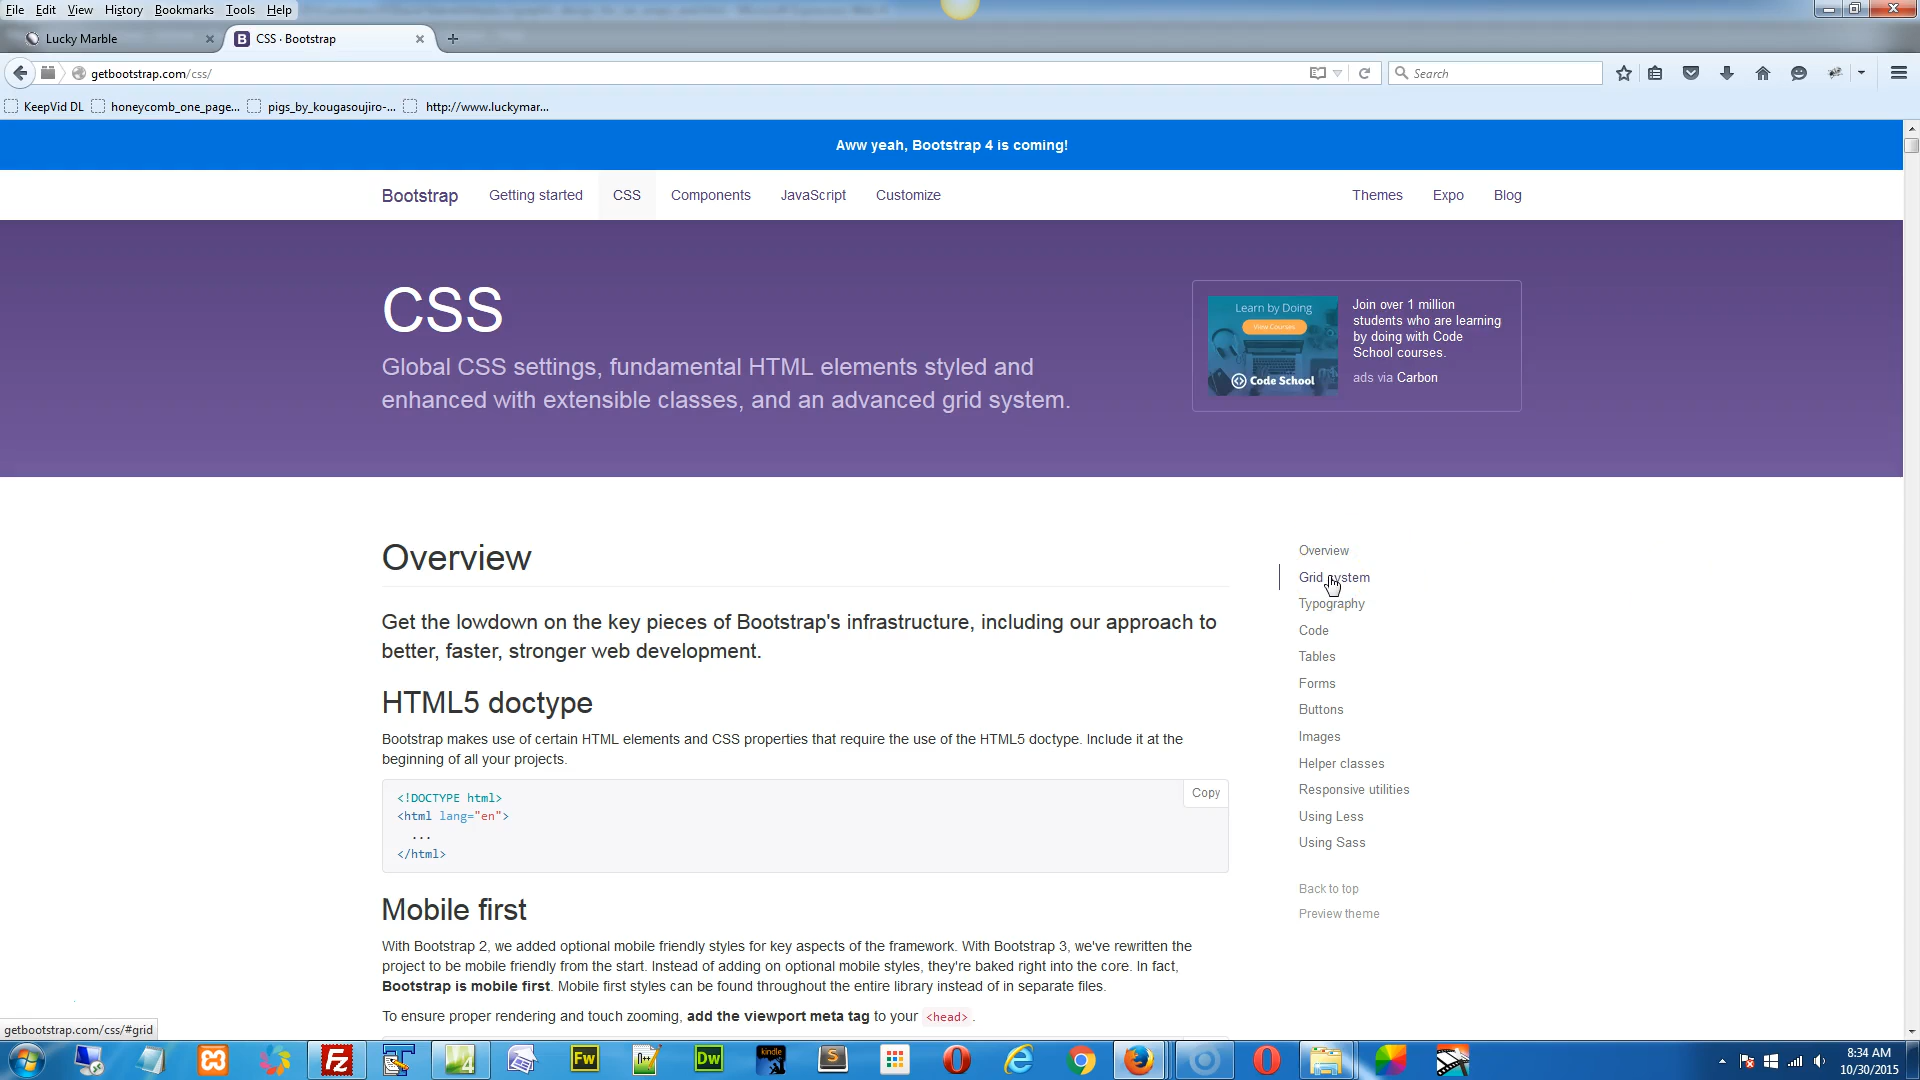 File Edit View History Bookmarks Tools Help
Lucky Marble
CSS · Bootstrap
getbootstrap.com/css/
Search
KeepVid DL
honeycomb_one_page...
pigs_by_kougasoujiro-...
http://www.luckymar...
Aww yeah, Bootstrap 4 is coming!
Bootstrap Getting started CSS Components JavaScript Customize Themes Expo Blog
CSS
Global CSS settings, fundamental HTML elements styled and
enhanced with extensible classes, and an advanced grid system.
Learn by Doing
View Courses
Code School
Join over 1 million
students who are learning
by doing with Code
School courses.
ads via Carbon
Overview
Get the lowdown on the key pieces of Bootstrap's infrastructure, including our approach to
better, faster, stronger web development.
HTML5 doctype
Bootstrap makes use of certain HTML elements and CSS properties that require the use of the HTML5 doctype. Include it at the
beginning of all your projects.
Copy
<!DOCTYPE html>
<html lang="en">
...
</html>
Mobile first
With Bootstrap 2, we added optional mobile friendly styles for key aspects of the framework. With Bootstrap 3, we've rewritten the
project to be mobile friendly from the start. Instead of adding on optional mobile styles, they're baked right into the core. In fact,
Bootstrap is mobile first. Mobile first styles can be found throughout the entire library instead of in separate files.
To ensure proper rendering and touch zooming, add the viewport meta tag to your <head>.
Overview
Grid system
Typography
Code
Tables
Forms
Buttons
Images
Helper classes
Responsive utilities
Using Less
Using Sass
Back to top
Preview theme
getbootstrap.com/css/#grid
Fz
Fw
Dw
kindle
8:34 AM
10/30/2015